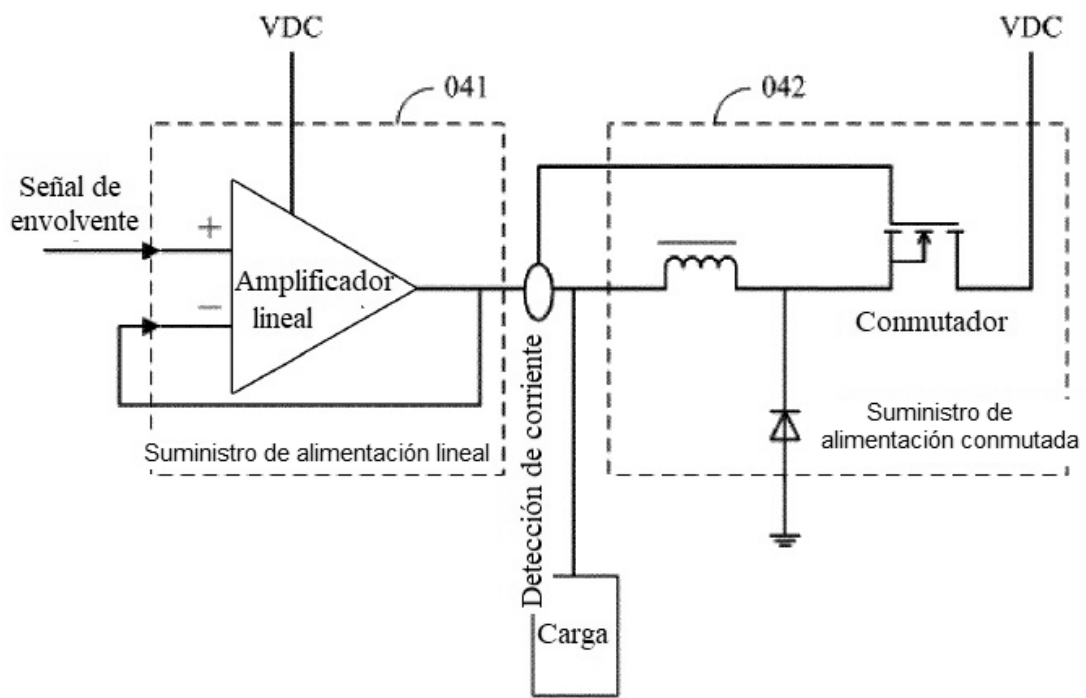 VDC
VDC
041
042
Señal de
envolvente
+
−
Amplificador
lineal
Conmutador
Suministro de
alimentación conmutada
Suministro de alimentación lineal
Detección de corriente
Carga